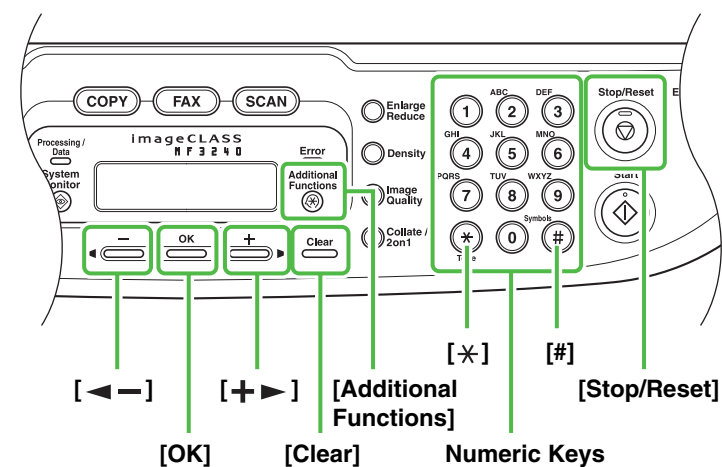 COPY
FAX
SCAN
Processing /
Data
System
onitor
imageCLASS
MF3240
Error
Additional
Functions
Enlarge
Reduce
Density
Image
Quality
Collate /
2on1
ABC
DEF
1
2
3
GHI
JKL
MNO
4
5
6
PQRS
TUV
WXYZ
7
8
9
Symbols
*
0
#
Stop/Reset
E
Start
−
OK
+
Clear
[◄ −]
[OK]
[+ ►]
[Clear]
[Additional
Functions]
[*]
[#]
Numeric Keys
[Stop/Reset]